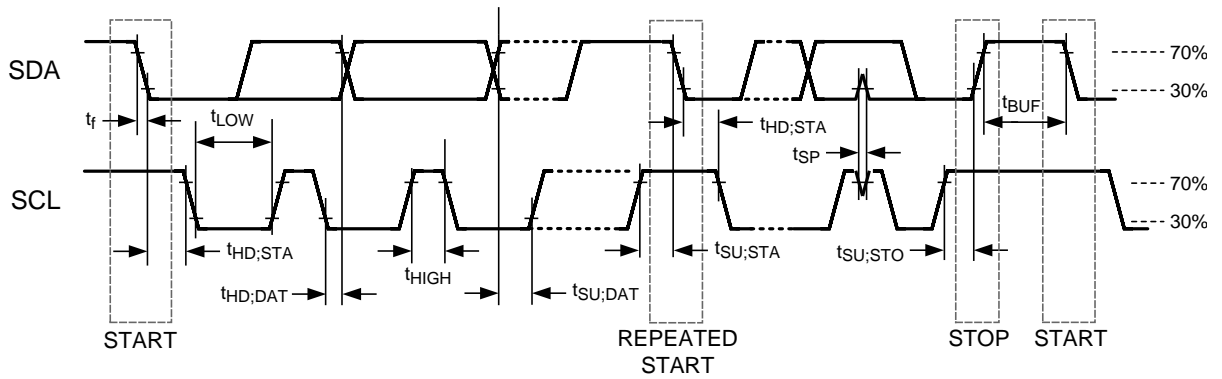 SDA
70%
30%
tf
tLOW
tHD;STA
tBUF
tSP
SCL
70%
30%
tHD;STA
tHD;DAT
tHIGH
tSU;DAT
tSU;STA
tSU;STO
START
REPEATED
START
STOP
START